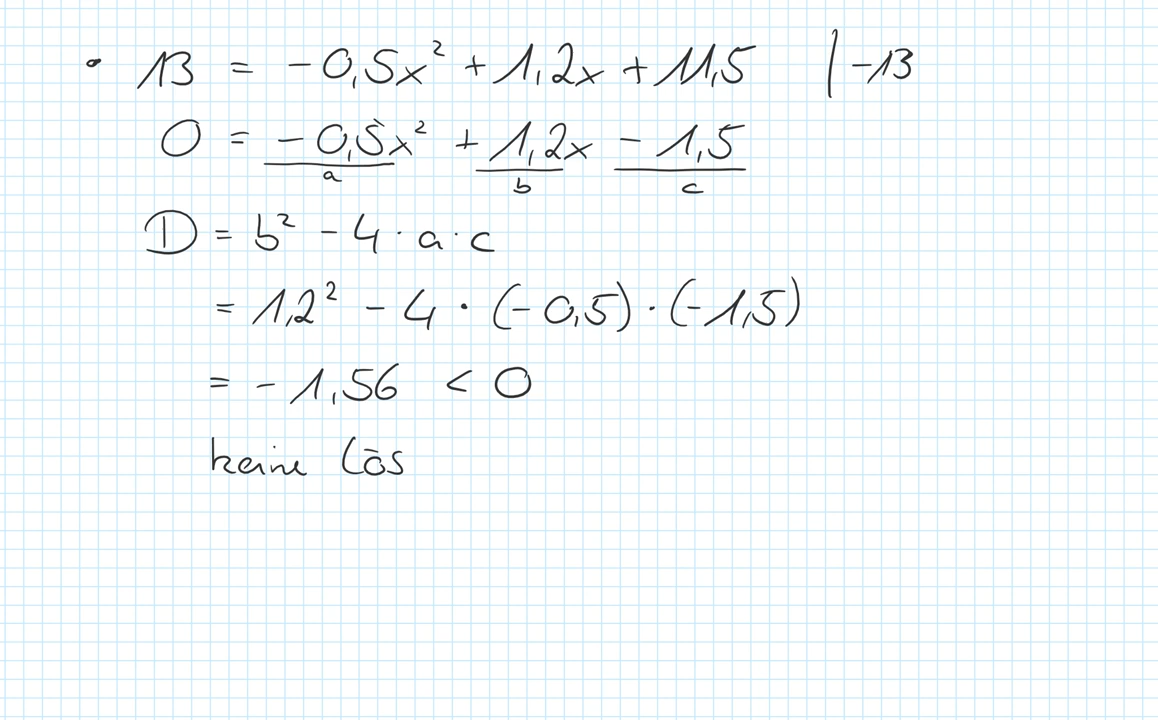 • 13 = -0,5x² + 1,2x + 11,5 | -13
0 = -0,5x² + 1,2x - 1,5
a b c
D = b² - 4 · a · c
= 1,2² - 4 · (-0,5) · (-1,5)
= -1,56 < 0
keine Lös